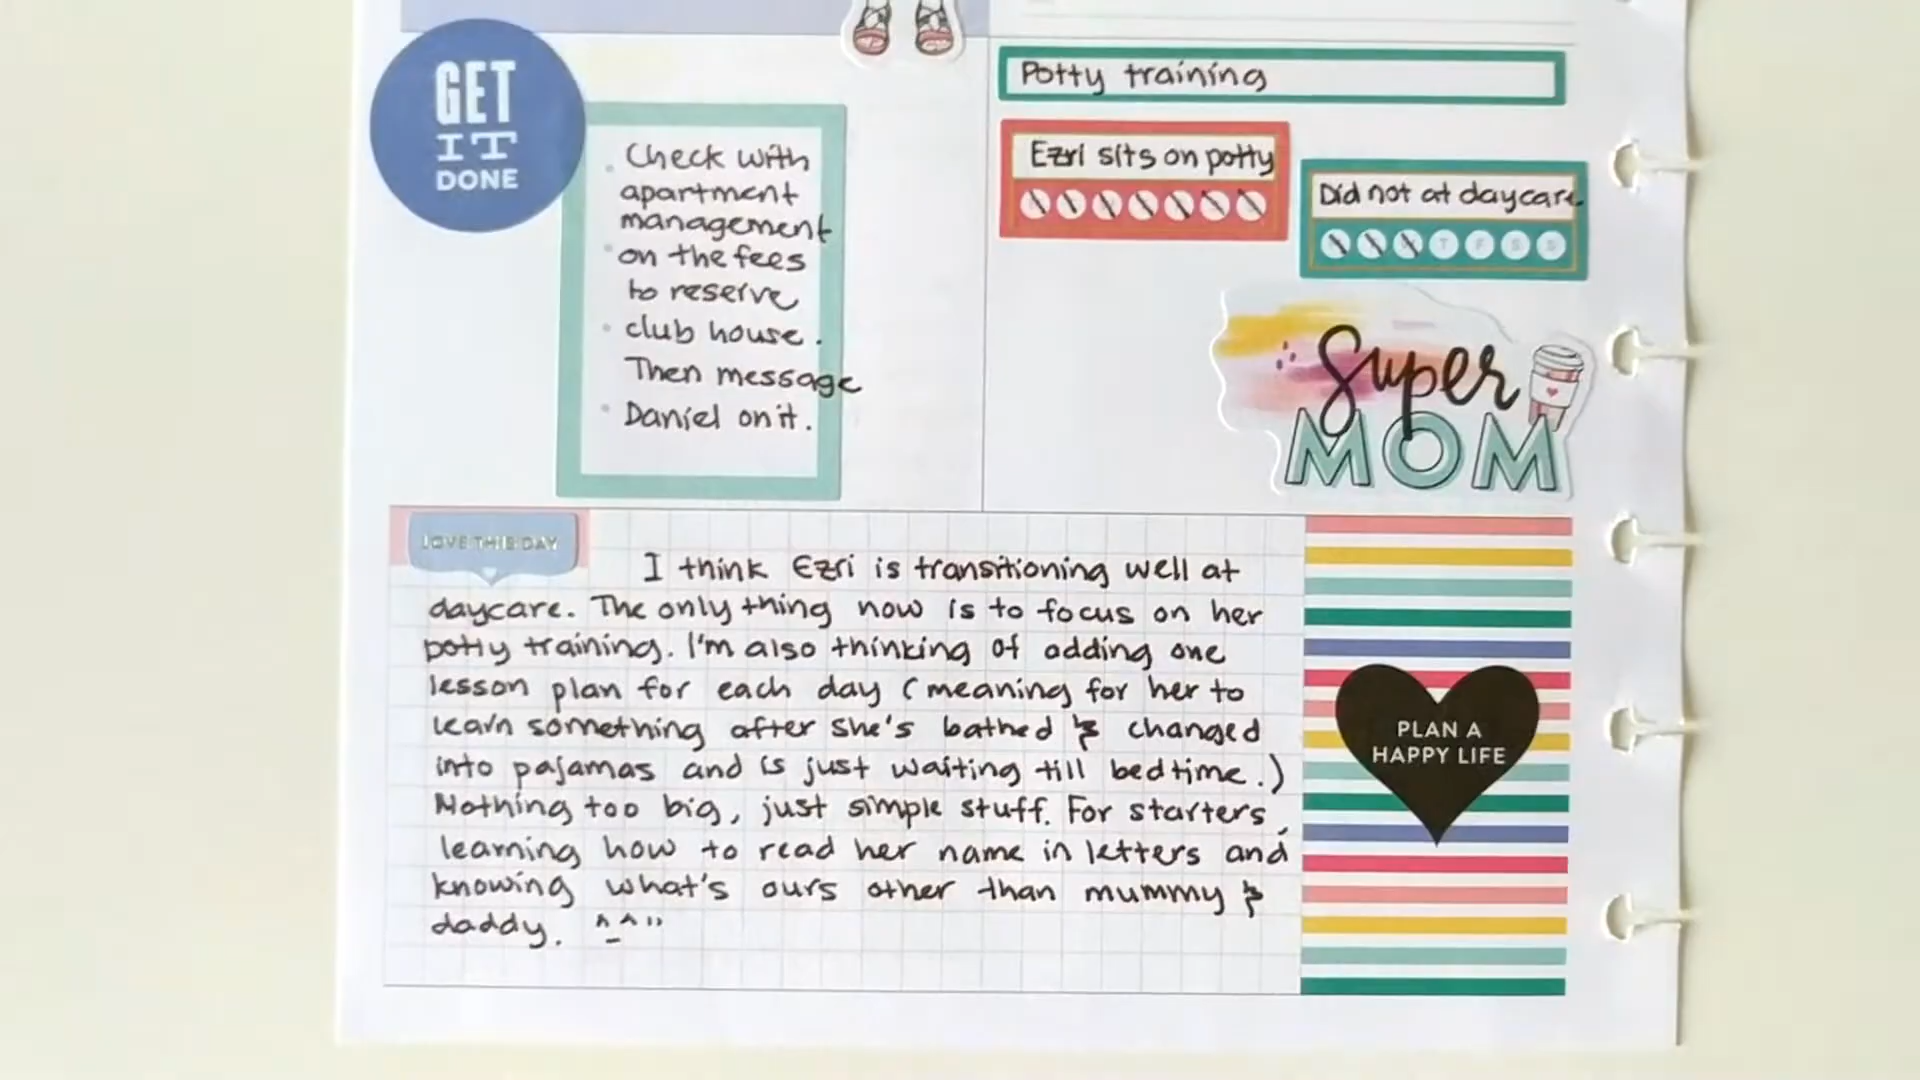 GET
IT
DONE
Check with
apartment
management
on the fees
to reserve
club house.
Then message
Daniel on it.
Potty training
Ezri sits on potty
Did not at daycare
T F S S
Super
MOM
LOVE THIS DAY
I think Ezri is transitioning well at
daycare. The only thing now is to focus on her
potty training. I'm also thinking of adding one
lesson plan for each day (meaning for her to
learn something after she's bathed & changed
into pajamas and is just waiting till bedtime.)
Nothing too big, just simple stuff. For starters,
learning how to read her name in letters and
knowing what's ours other than mummy &
daddy. ^_^"
PLAN A
HAPPY LIFE